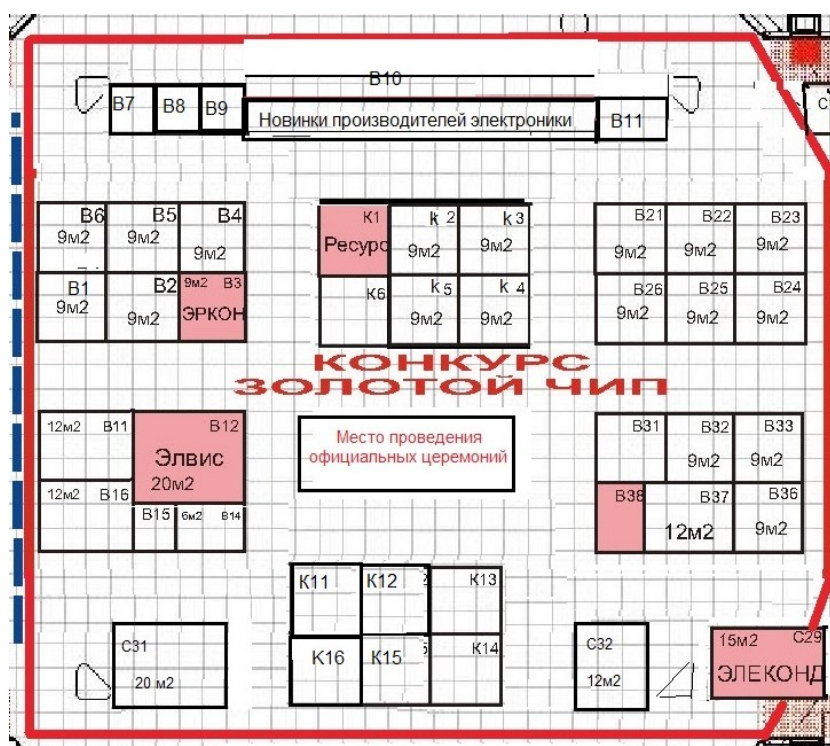 B10
B7 B8 B9
Новинки производителей электроники
B11
B6 B5 B4
9м2 9м2 9м2
B1 B2 9м2 B3
9м2 9м2 ЭРКОН
K1 k 2 k 3
Ресурс 9м2 9м2
K6 k 5 k 4
9м2 9м2
B21 B22 B23
9м2 9м2 9м2
B26 B25 B24
9м2 9м2 9м2
КОНКУРС
ЗОЛОТОЙ ЧИП
12м2 B11 B12
Элвис
20м2
12м2 B16
B15 6м2 B14
Место проведения
официальных церемоний
B31 B32 B33
9м2 9м2
B38 B37 B36
12м2 9м2
K11 K12 K13
K16 K15 K14
C31
20 м2
C32
12м2
15м2 C29
ЭЛЕКОНД